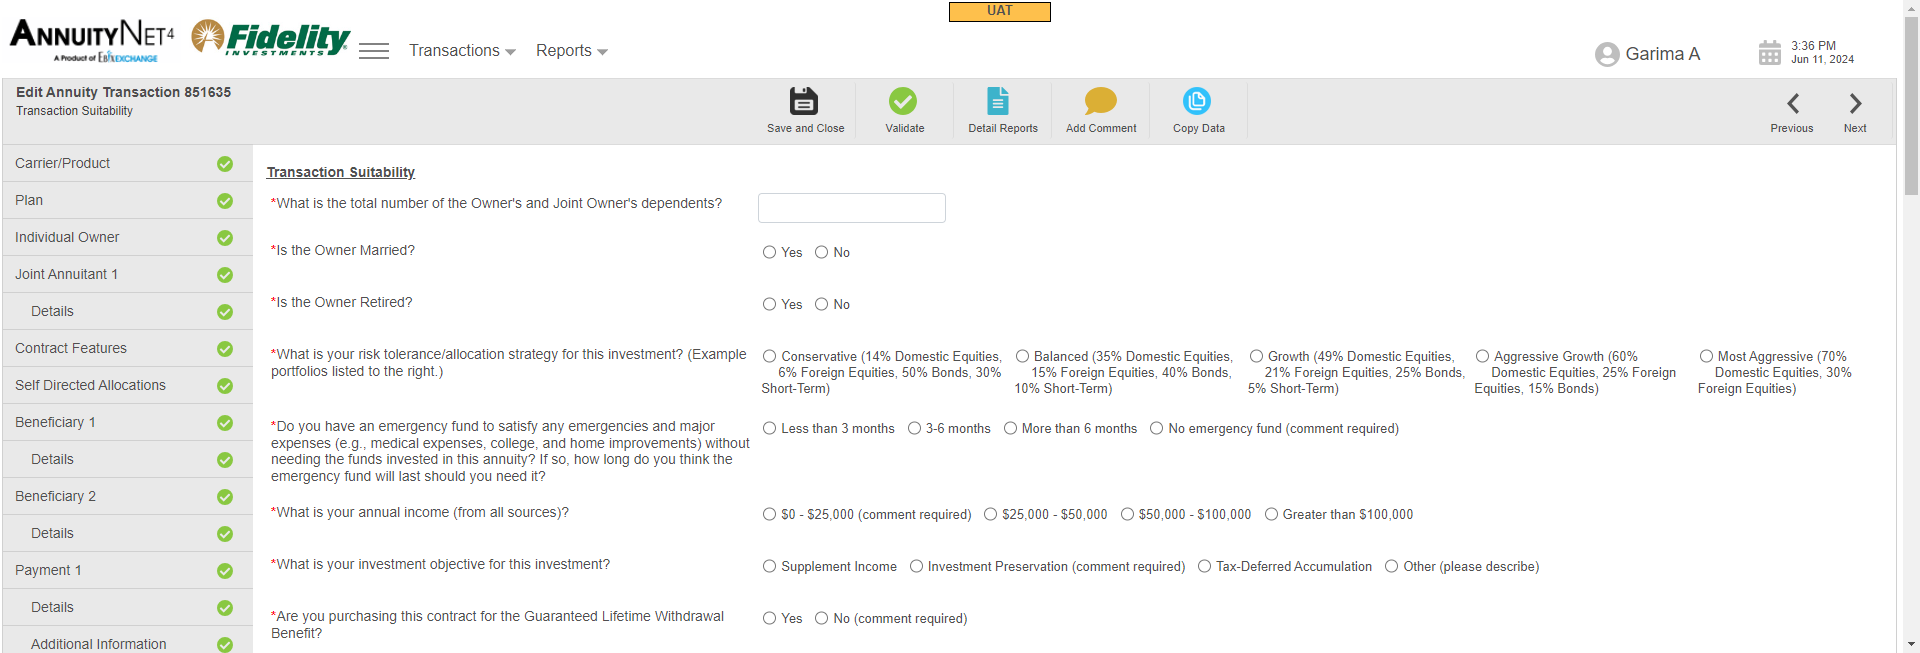 UAT
ANNUITYNET4
A Product of EbixEXCHANGE
Fidelity
INVESTMENTS
Transactions
Reports
Garima A
3:36 PM
Jun 11, 2024
Edit Annuity Transaction 851635
Transaction Suitability
Save and Close
Validate
Detail Reports
Add Comment
Copy Data
Previous
Next
Carrier/Product
Plan
Individual Owner
Joint Annuitant 1
Details
Contract Features
Self Directed Allocations
Beneficiary 1
Details
Beneficiary 2
Details
Payment 1
Details
Additional Information
Transaction Suitability
*What is the total number of the Owner's and Joint Owner's dependents?
*Is the Owner Married?
Yes No
*Is the Owner Retired?
Yes No
*What is your risk tolerance/allocation strategy for this investment? (Example
portfolios listed to the right.)
Conservative (14% Domestic Equities,
6% Foreign Equities, 50% Bonds, 30%
Short-Term)
Balanced (35% Domestic Equities,
15% Foreign Equities, 40% Bonds,
10% Short-Term)
Growth (49% Domestic Equities,
21% Foreign Equities, 25% Bonds,
5% Short-Term)
Aggressive Growth (60%
Domestic Equities, 25% Foreign
Equities, 15% Bonds)
Most Aggressive (70%
Domestic Equities, 30%
Foreign Equities)
*Do you have an emergency fund to satisfy any emergencies and major
expenses (e.g., medical expenses, college, and home improvements) without
needing the funds invested in this annuity? If so, how long do you think the
emergency fund will last should you need it?
Less than 3 months 3-6 months More than 6 months No emergency fund (comment required)
*What is your annual income (from all sources)?
$0 - $25,000 (comment required) $25,000 - $50,000 $50,000 - $100,000 Greater than $100,000
*What is your investment objective for this investment?
Supplement Income Investment Preservation (comment required) Tax-Deferred Accumulation Other (please describe)
*Are you purchasing this contract for the Guaranteed Lifetime Withdrawal
Benefit?
Yes No (comment required)